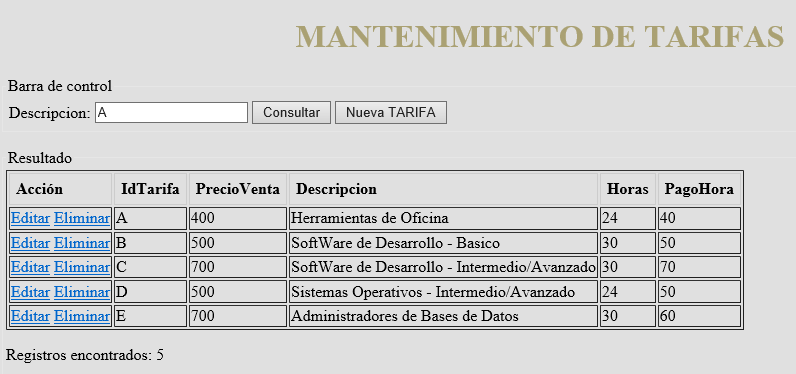 MANTENIMIENTO DE TARIFAS
Barra de control
Descripcion: A Consultar Nueva TARIFA
Resultado
Acción IdTarifa PrecioVenta Descripcion Horas PagoHora
Editar Eliminar A 400 Herramientas de Oficina 24 40
Editar Eliminar B 500 SoftWare de Desarrollo - Basico 30 50
Editar Eliminar C 700 SoftWare de Desarrollo - Intermedio/Avanzado 30 70
Editar Eliminar D 500 Sistemas Operativos - Intermedio/Avanzado 24 50
Editar Eliminar E 700 Administradores de Bases de Datos 30 60
Registros encontrados: 5